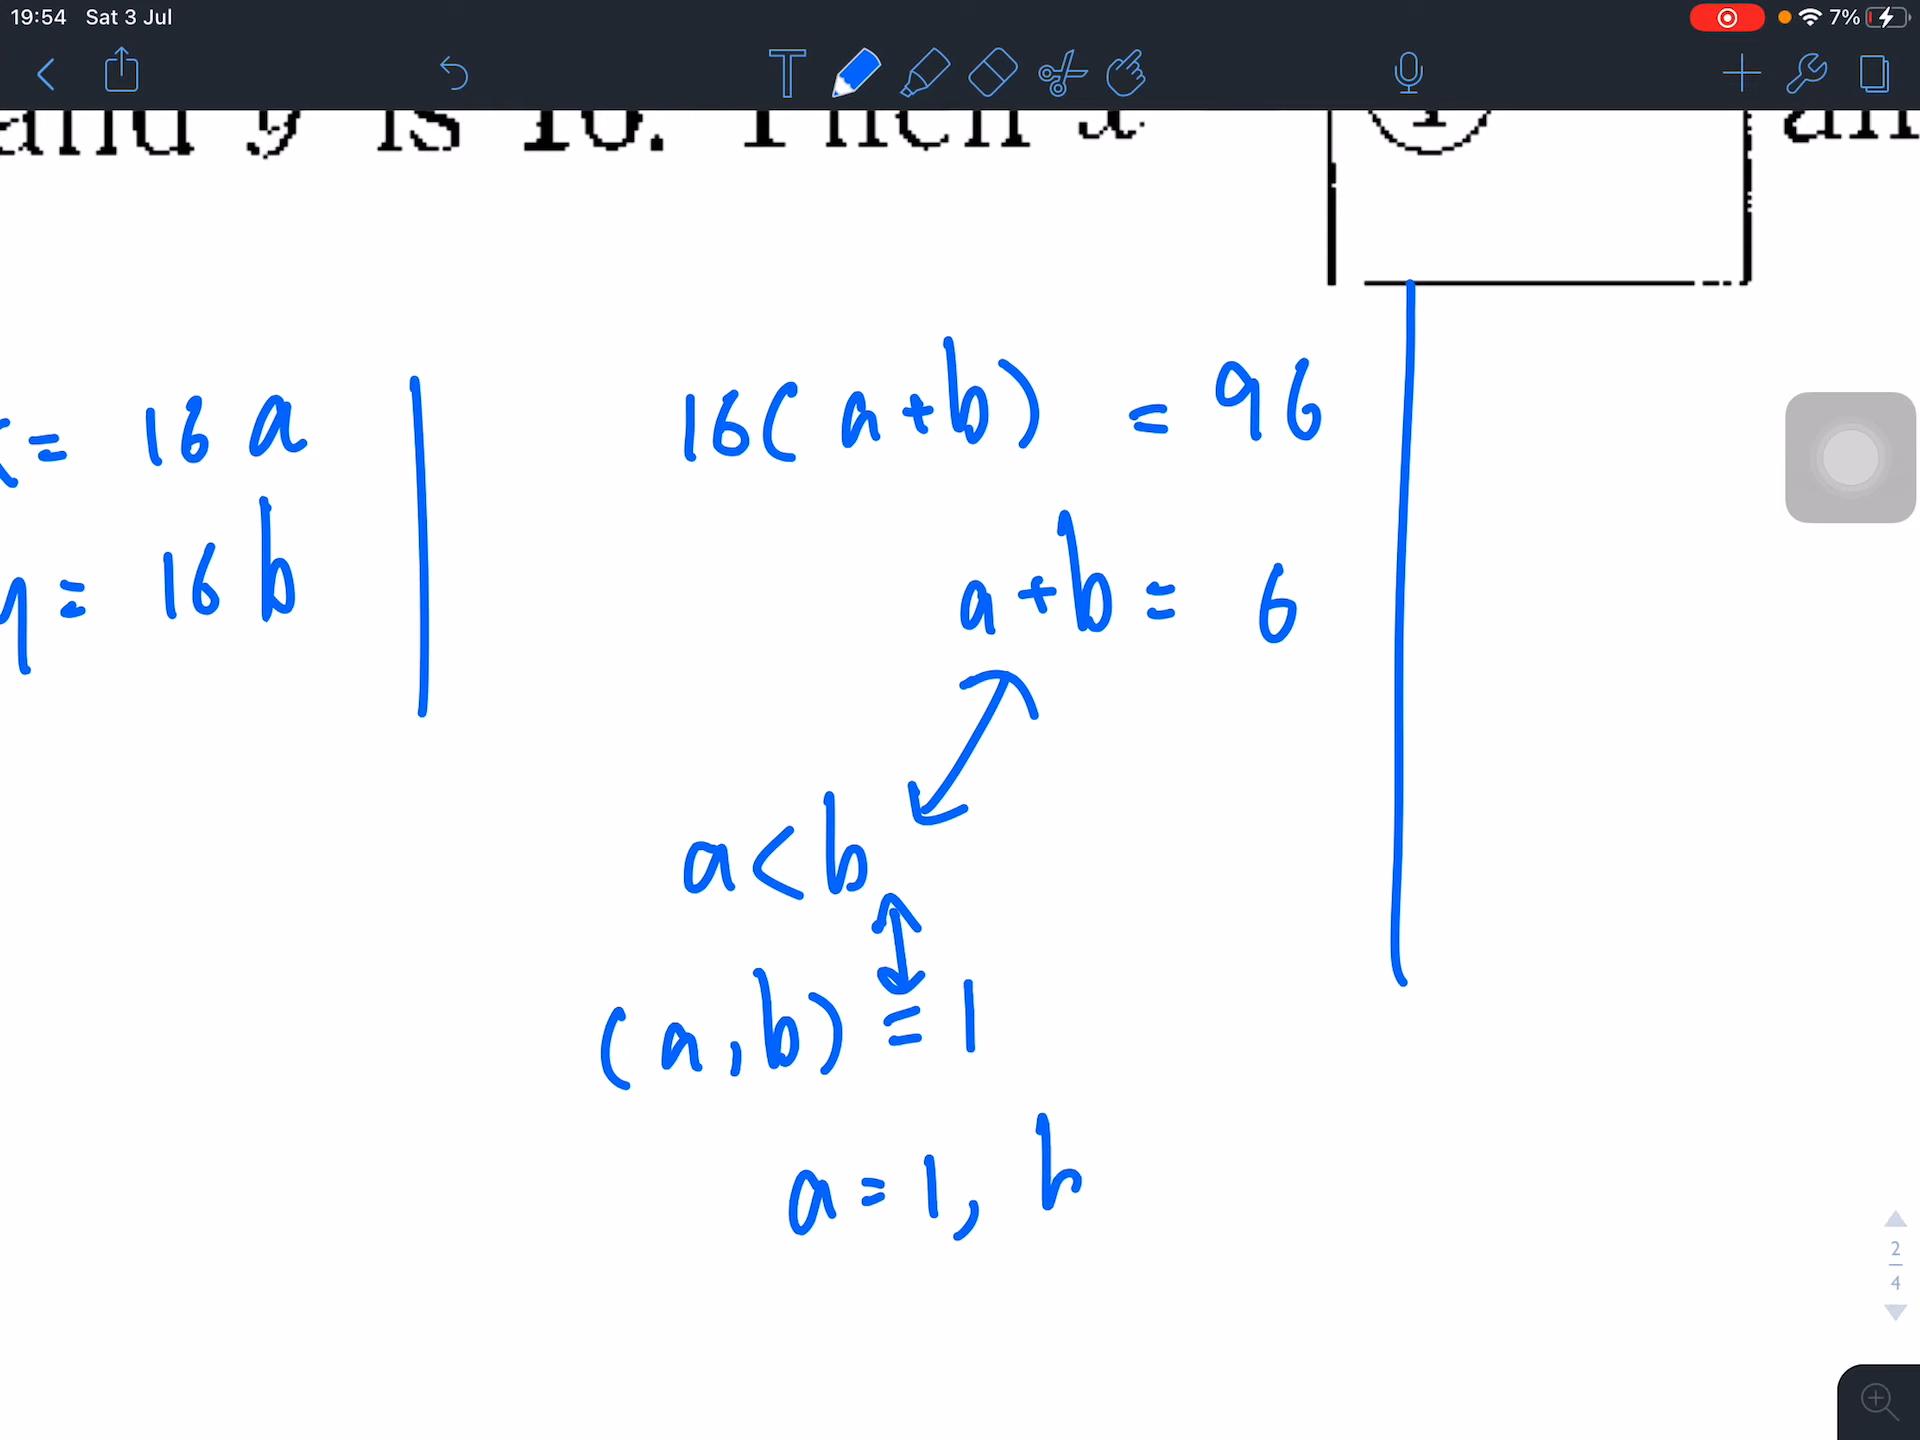 19:54 Sat 3 Jul 7%
and y is 16. Then x an
= 16 a
y = 16 b
16( a+b) = 96
a+b = 6
a<b
(a,b) = 1
a=1, b
2
4